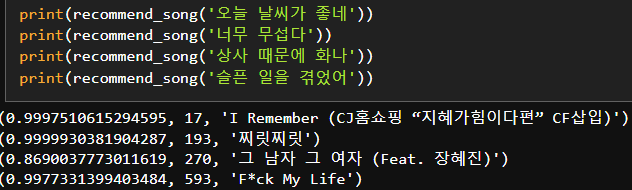 print(recommend_song('오늘 날씨가 좋네'))
print(recommend_song('너무 무섭다'))
print(recommend_song('상사 때문에 화나'))
print(recommend_song('슬픈 일을 겪었어'))
(0.9997510615294595, 17, 'I Remember (CJ홈쇼핑 “지혜가힘이다편” CF삽입)')
(0.9999930381904287, 193, '찌릿찌릿')
(0.8690037773011619, 270, '그 남자 그 여자 (Feat. 장혜진)')
(0.9977331399403484, 593, 'F*ck My Life')